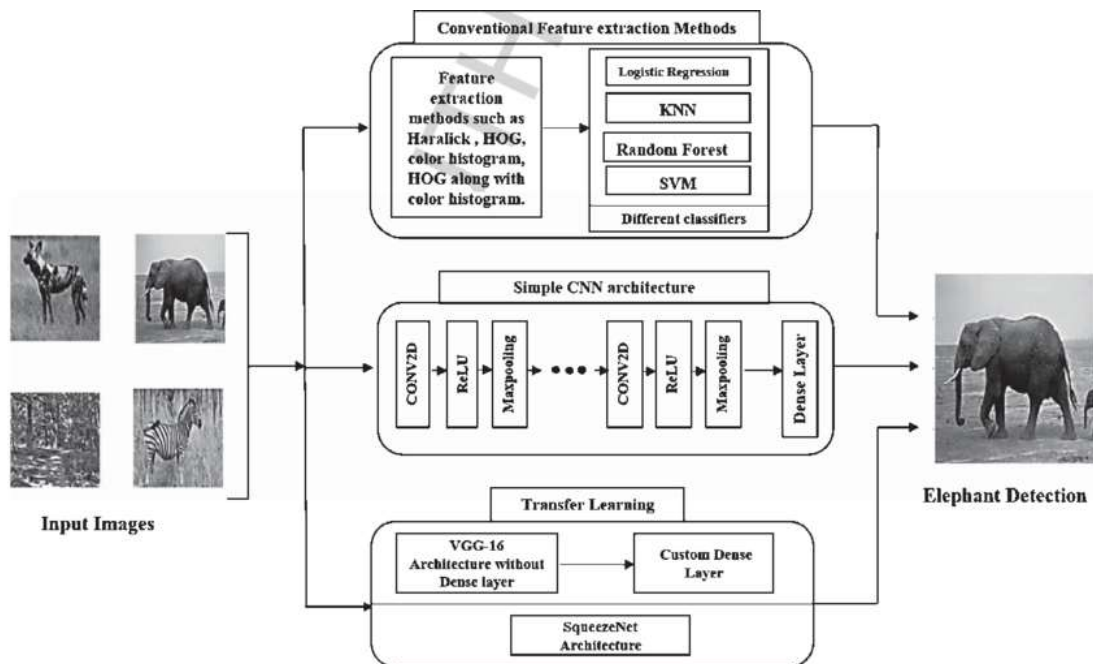 Conventional Feature extraction Methods
Feature
extraction
methods such as
Haralick , HOG,
color histogram,
HOG along with
color histogram.
Logistic Regression
KNN
Random Forest
SVM
Different classifiers
Simple CNN architecture
CONV2D
ReLU
Maxpooling
CONV2D
ReLU
Maxpooling
Dense Layer
Input Images
Elephant Detection
Transfer Learning
VGG-16
Architecture without
Dense layer
Custom Dense
Layer
SqueezeNet
Architecture